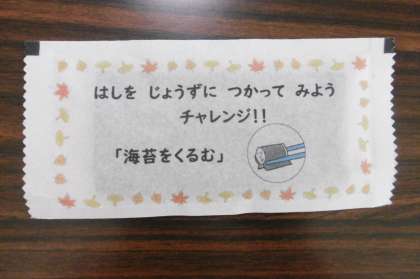 はしを じょうずに つかって みよう
チャレンジ!!
「海苔をくるむ」